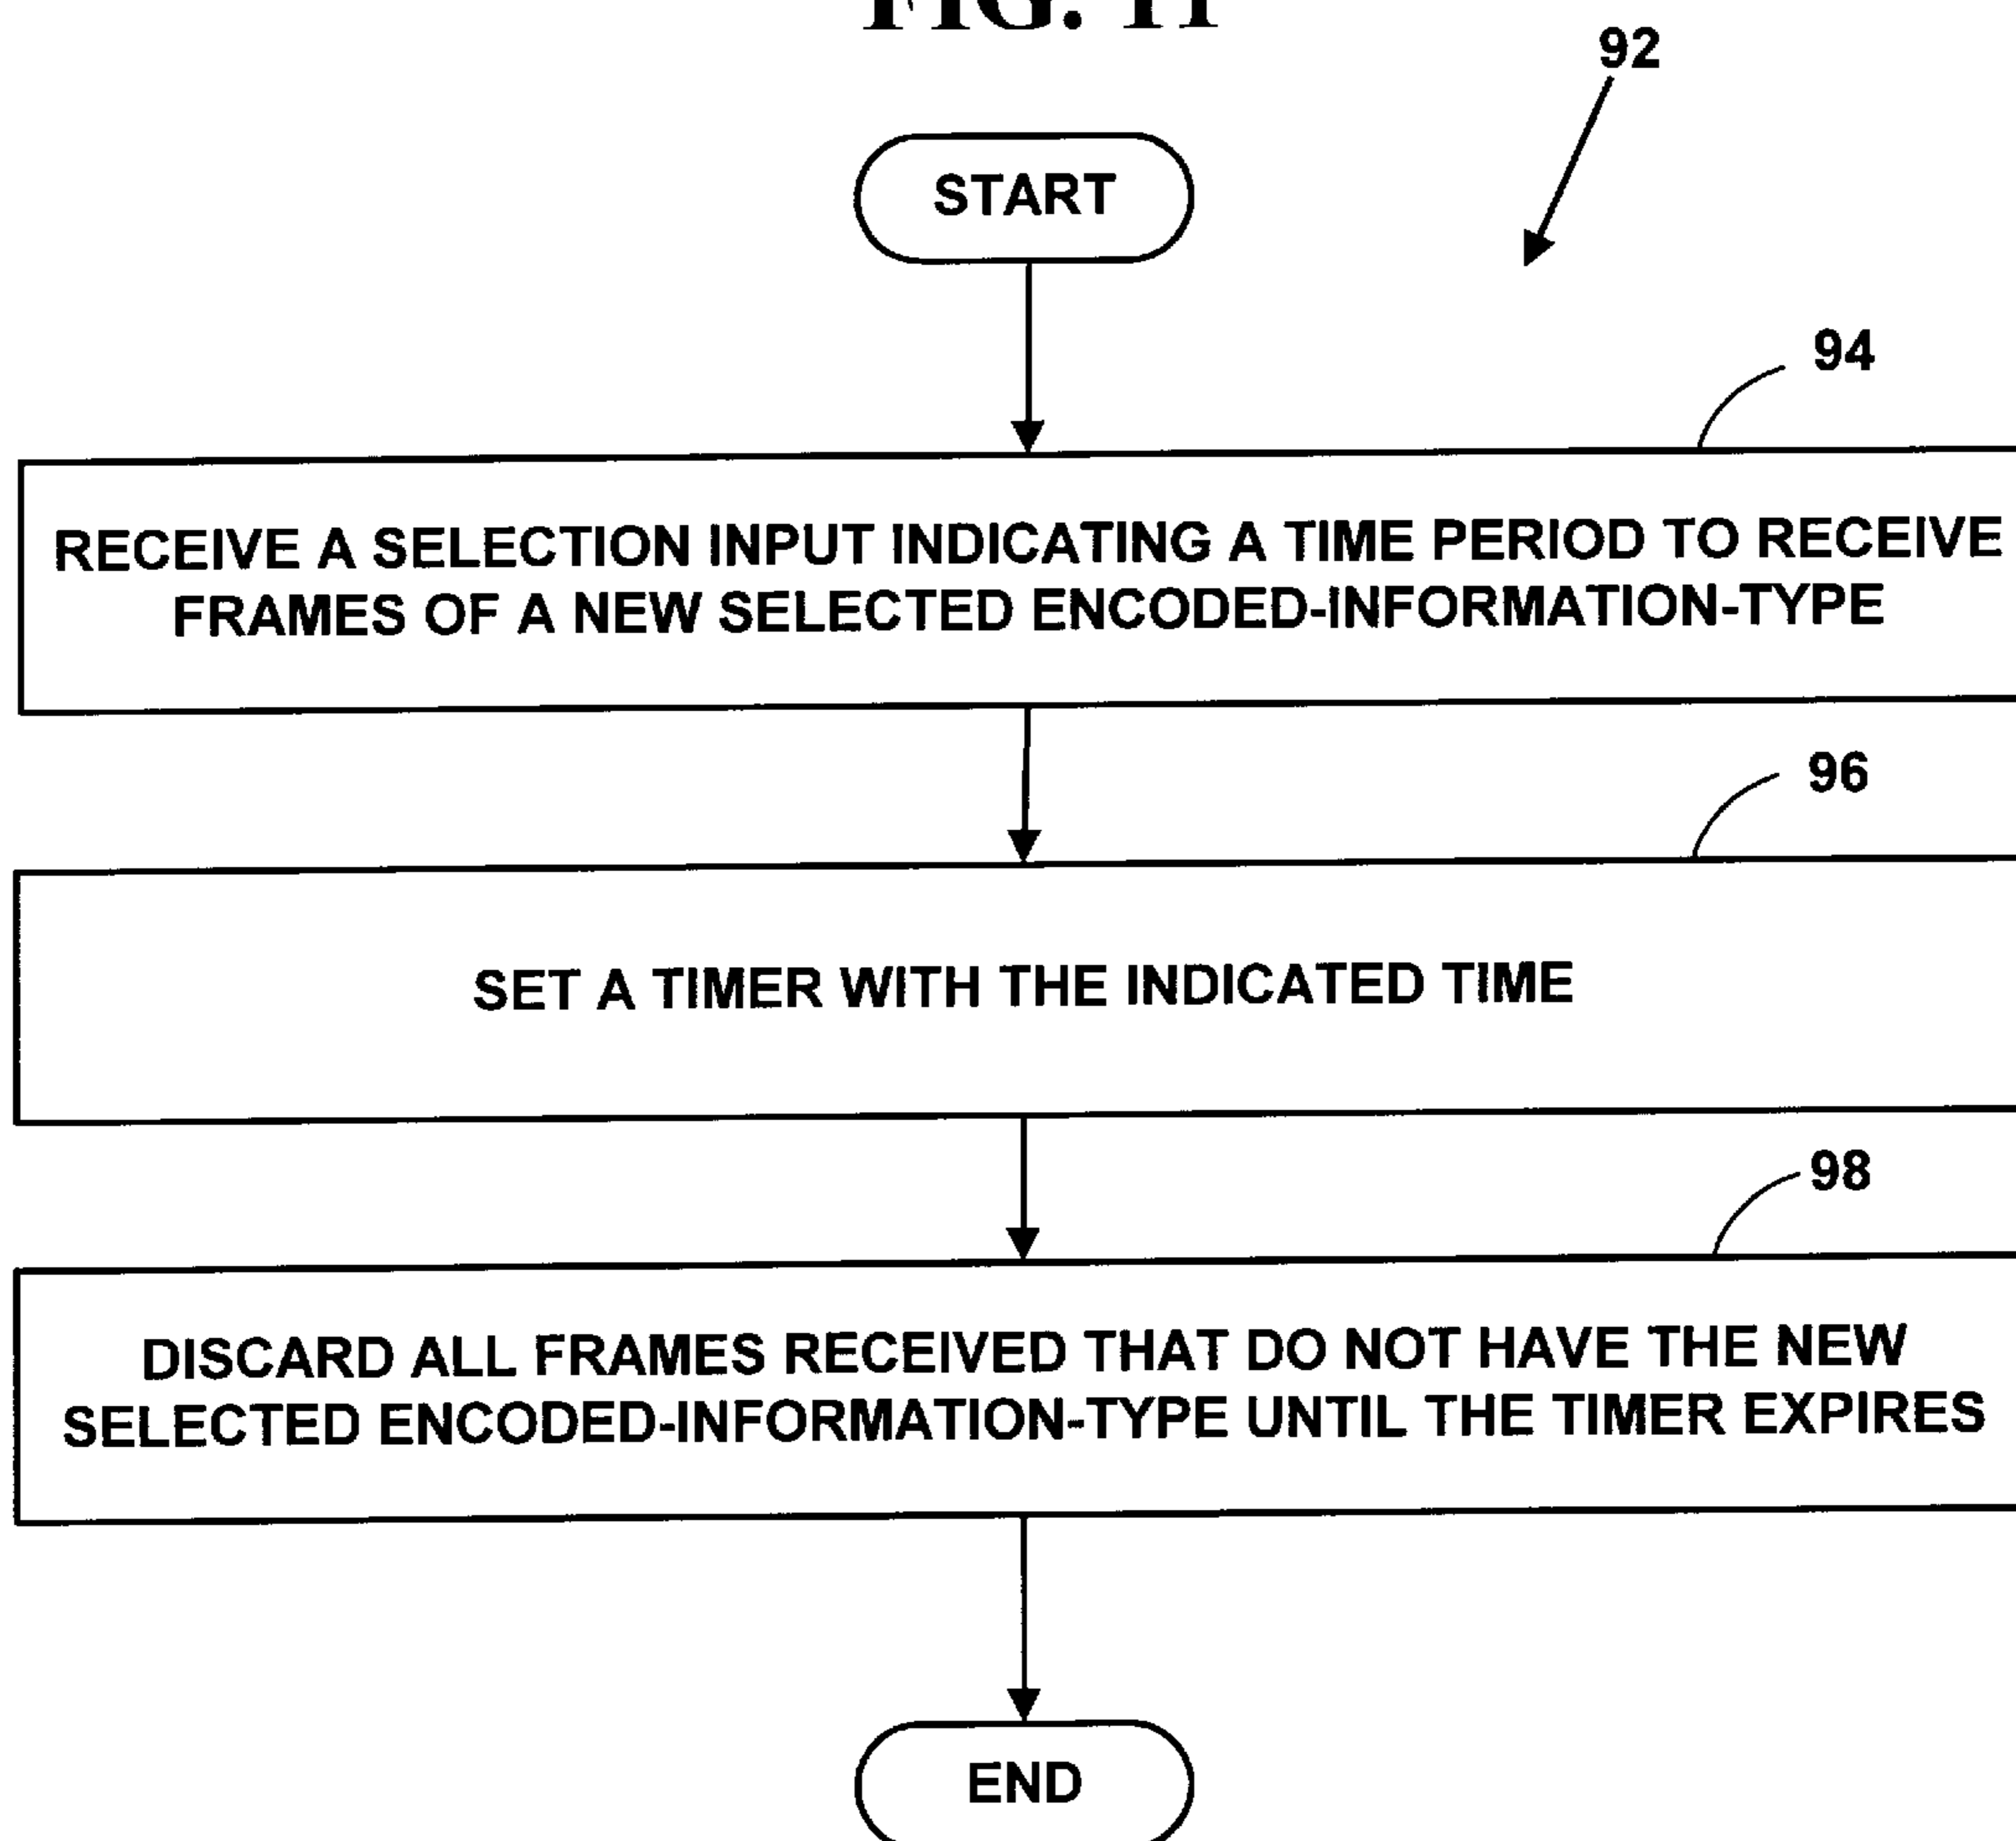 FIG. 11
92
START
94
RECEIVE A SELECTION INPUT INDICATING A TIME PERIOD TO RECEIVE
FRAMES OF A NEW SELECTED ENCODED-INFORMATION-TYPE
96
SET A TIMER WITH THE INDICATED TIME
98
DISCARD ALL FRAMES RECEIVED THAT DO NOT HAVE THE NEW
SELECTED ENCODED-INFORMATION-TYPE UNTIL THE TIMER EXPIRES
END